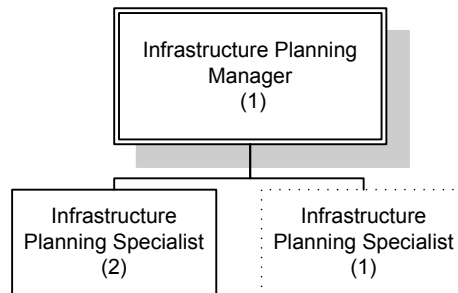 Infrastructure Planning
Manager
(1)
Infrastructure
Planning Specialist
(2)
Infrastructure
Planning Specialist
(1)